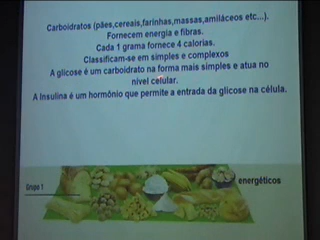 Carboidratos (pães,cereais,farinhas,massas,amiláceos etc...).
Fornecem energia e fibras.
Cada 1 grama fornece 4 calorias.
Classificam-se em simples e complexos
A glicose é um carboidrato na forma mais simples e atua no
nível celular.
A Insulina é um hormônio que permite a entrada da glicose na célula.
energéticos
Grupo 1